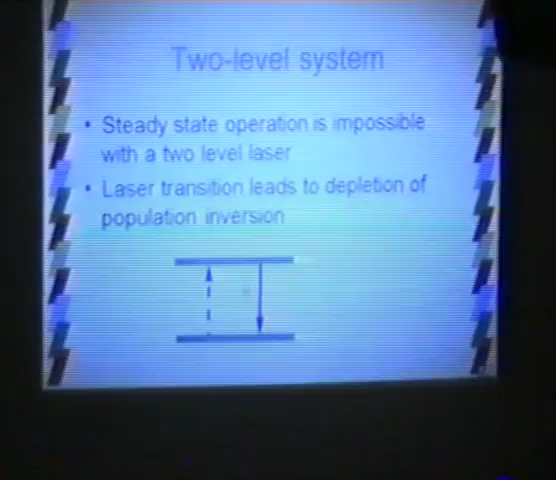 Two-level system
• Steady state operation is impossible
with a two level laser
• Laser transition leads to depletion of
population inversion